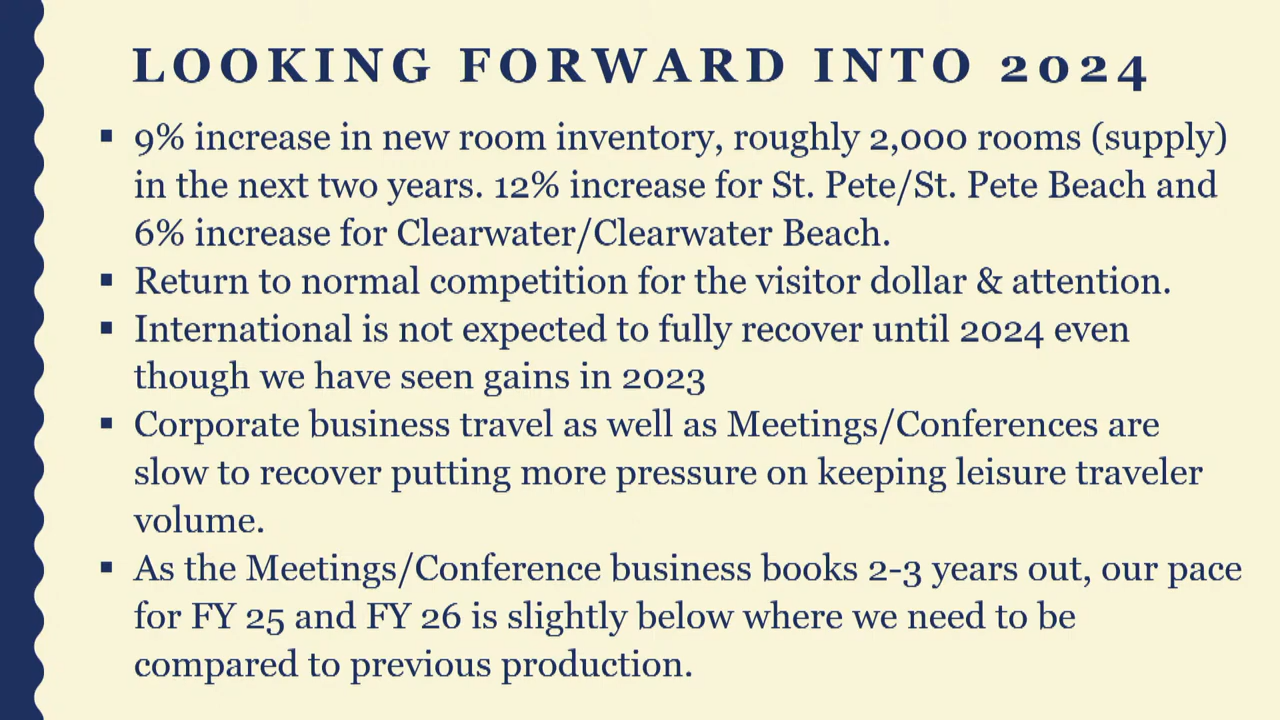 LOOKING FORWARD INTO 2024
▪ 9% increase in new room inventory, roughly 2,000 rooms (supply)
in the next two years. 12% increase for St. Pete/St. Pete Beach and
6% increase for Clearwater/Clearwater Beach.
▪ Return to normal competition for the visitor dollar & attention.
▪ International is not expected to fully recover until 2024 even
though we have seen gains in 2023
▪ Corporate business travel as well as Meetings/Conferences are
slow to recover putting more pressure on keeping leisure traveler
volume.
▪ As the Meetings/Conference business books 2-3 years out, our pace
for FY 25 and FY 26 is slightly below where we need to be
compared to previous production.